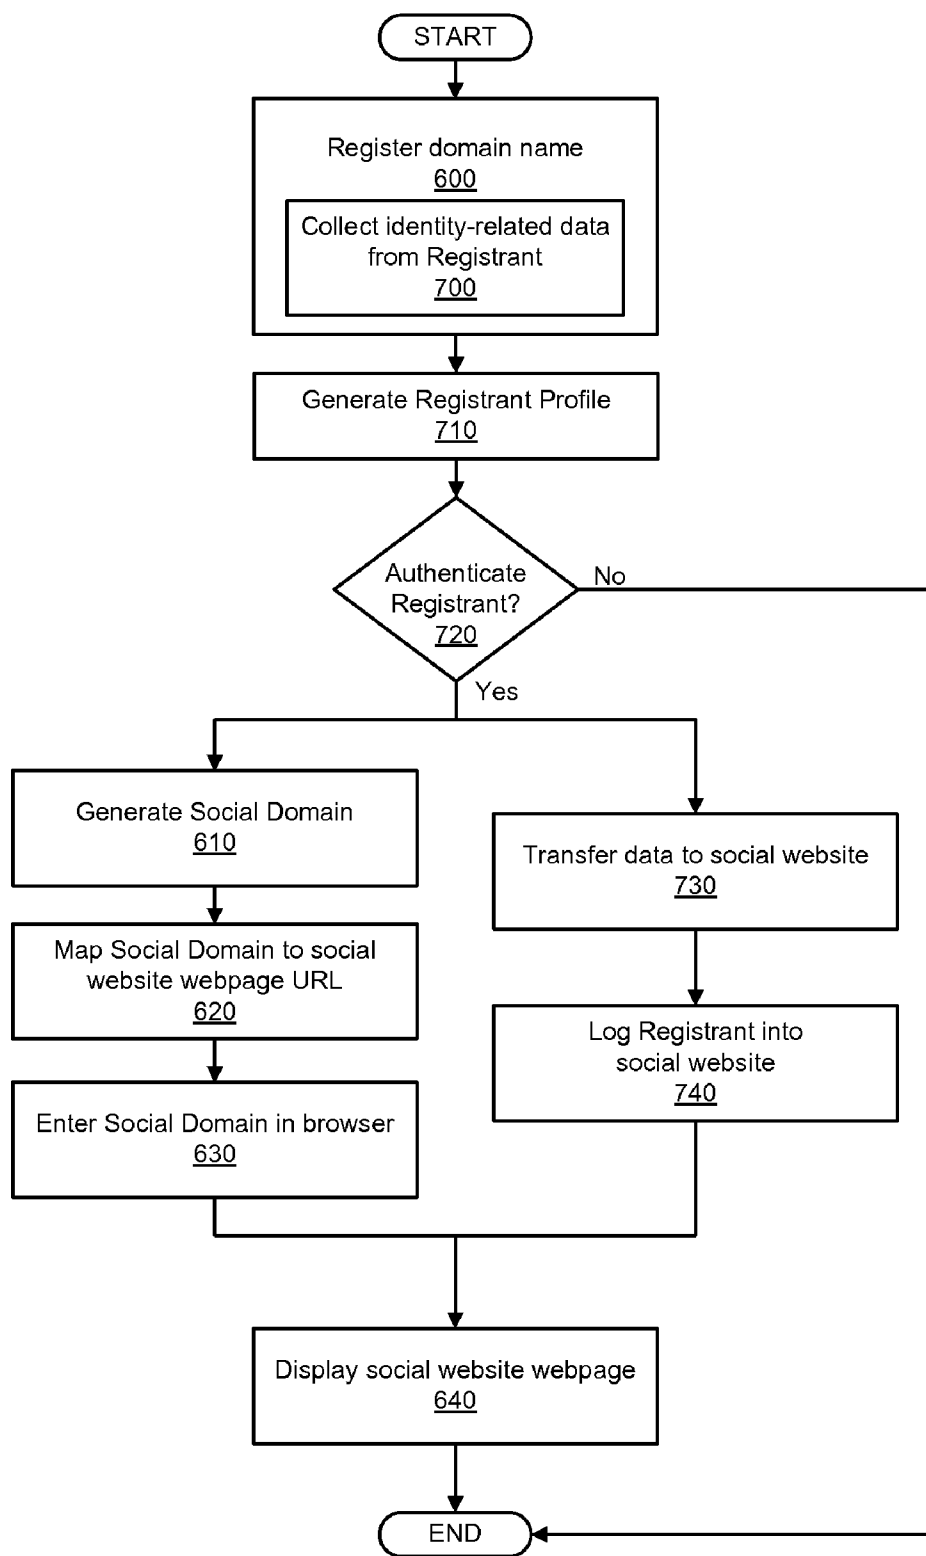 START
Register domain name
600
Collect identity-related data
from Registrant
700
Generate Registrant Profile
710
Authenticate
Registrant?
720
No
Yes
Generate Social Domain
610
Map Social Domain to social
website webpage URL
620
Enter Social Domain in browser
630
Transfer data to social website
730
Log Registrant into
social website
740
Display social website webpage
640
END